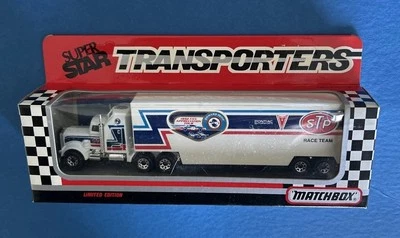 SUPER
STAR
TRANSPORTERS
STP
RACE TEAM
LIMITED EDITION
MATCHBOX